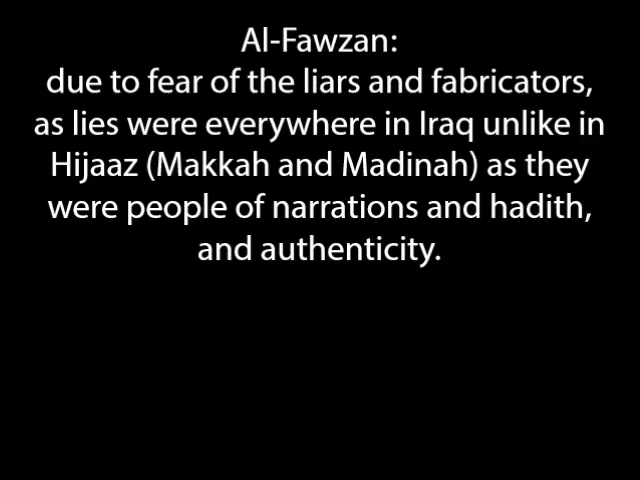 Al-Fawzan:
due to fear of the liars and fabricators,
as lies were everywhere in Iraq unlike in
Hijaaz (Makkah and Madinah) as they
were people of narrations and hadith,
and authenticity.